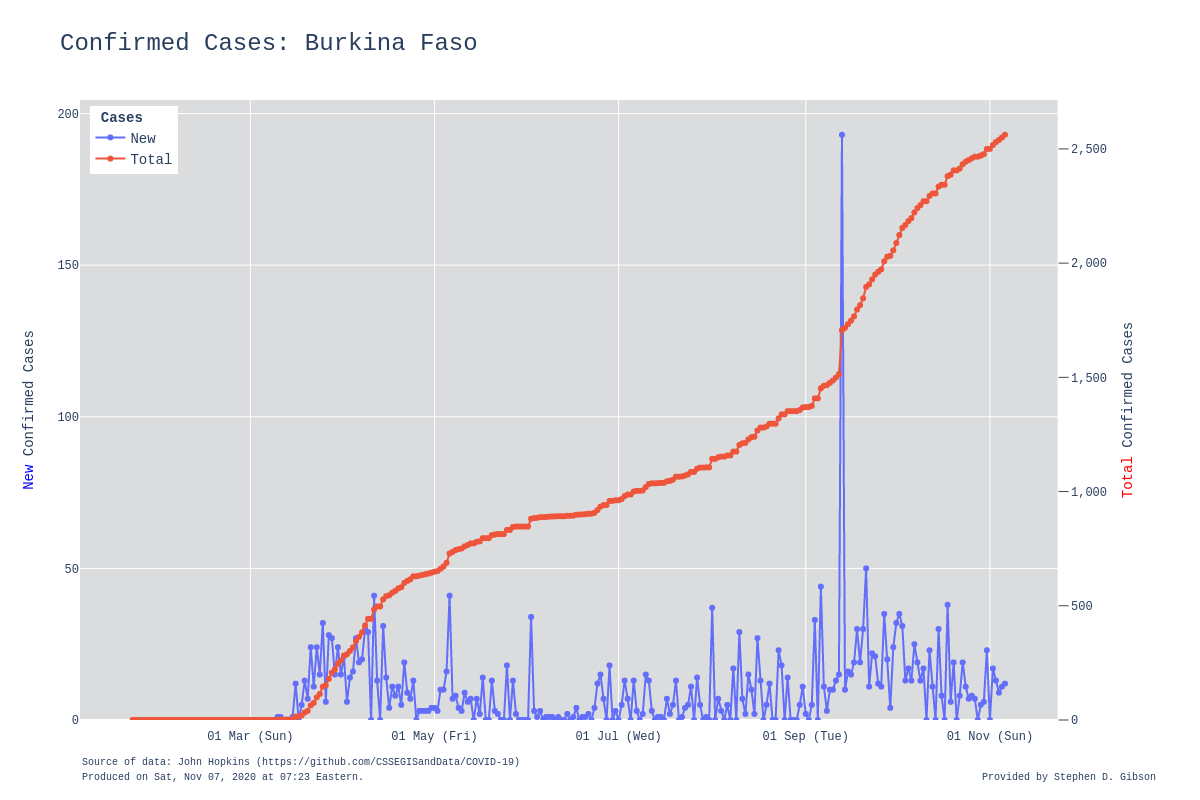 Confirmed Cases: Burkina Faso
Cases
New
Total
200
150
100
50
0
2,500
2,000
1,500
1,000
500
0
New Confirmed Cases
Total Confirmed Cases
01 Mar (Sun)
01 May (Fri)
01 Jul (Wed)
01 Sep (Tue)
01 Nov (Sun)
Source of data: John Hopkins (https://github.com/CSSEGISandData/COVID-19)
Produced on Sat, Nov 07, 2020 at 07:23 Eastern.
Provided by Stephen D. Gibson